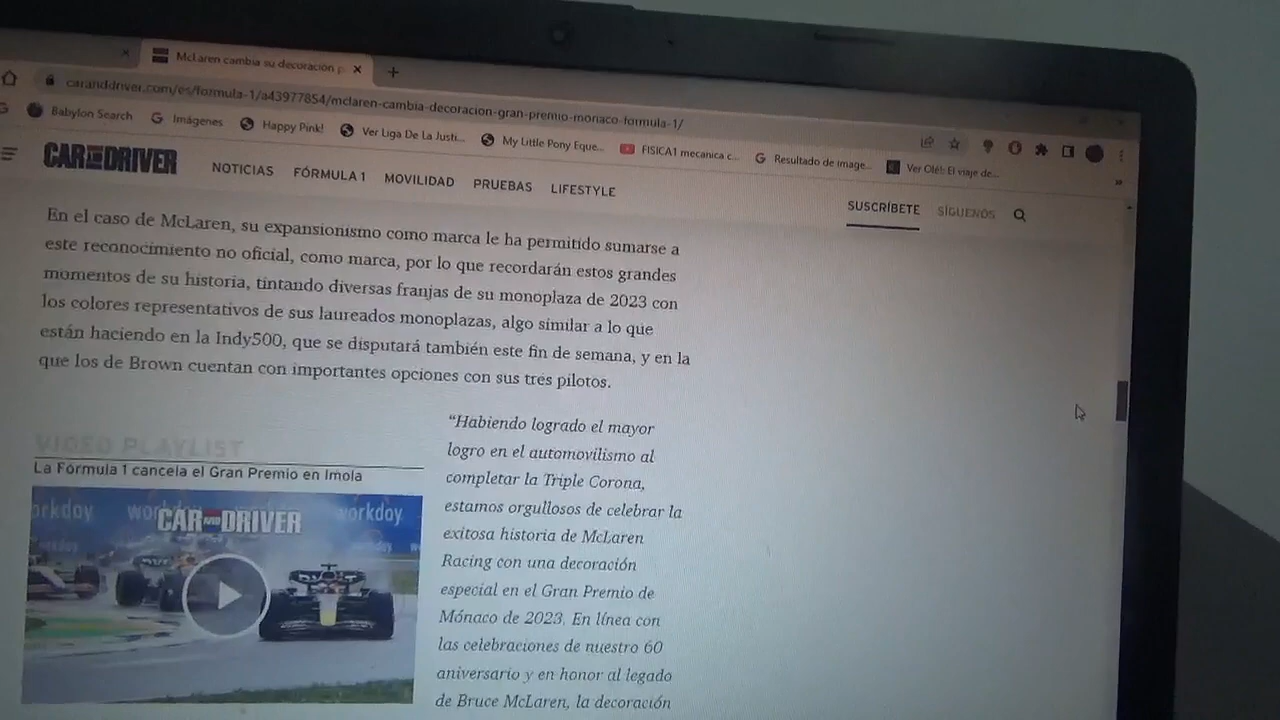 McLaren cambia su decoración p
caranddriver.com/es/formula-1/a43977854/mclaren-cambia-decoracion-gran-premio-monaco-formula-1/
Babylon Search
Imágenes
Happy Pink!
Ver Liga De La Justi...
My Little Pony Eque...
FISICA1 mecanica c...
Resultado de image...
Ver Olé!: El viaje de...
CAR AND DRIVER
NOTICIAS
FÓRMULA 1
MOVILIDAD
PRUEBAS
LIFESTYLE
SUSCRÍBETE
SÍGUENOS
En el caso de McLaren, su expansionismo como marca le ha permitido sumarse a
este reconocimiento no oficial, como marca, por lo que recordarán estos grandes
momentos de su historia, tintando diversas franjas de su monoplaza de 2023 con
los colores representativos de sus laureados monoplazas, algo similar a lo que
están haciendo en la Indy500, que se disputará también este fin de semana, y en la
que los de Brown cuentan con importantes opciones con sus tres pilotos.
VIDEO PLAYLIST
La Fórmula 1 cancela el Gran Premio en Imola
orkday
workday
CAR AND DRIVER
workday
“Habiendo logrado el mayor
logro en el automovilismo al
completar la Triple Corona,
estamos orgullosos de celebrar la
exitosa historia de McLaren
Racing con una decoración
especial en el Gran Premio de
Mónaco de 2023. En línea con
las celebraciones de nuestro 60
aniversario y en honor al legado
de Bruce McLaren, la decoración